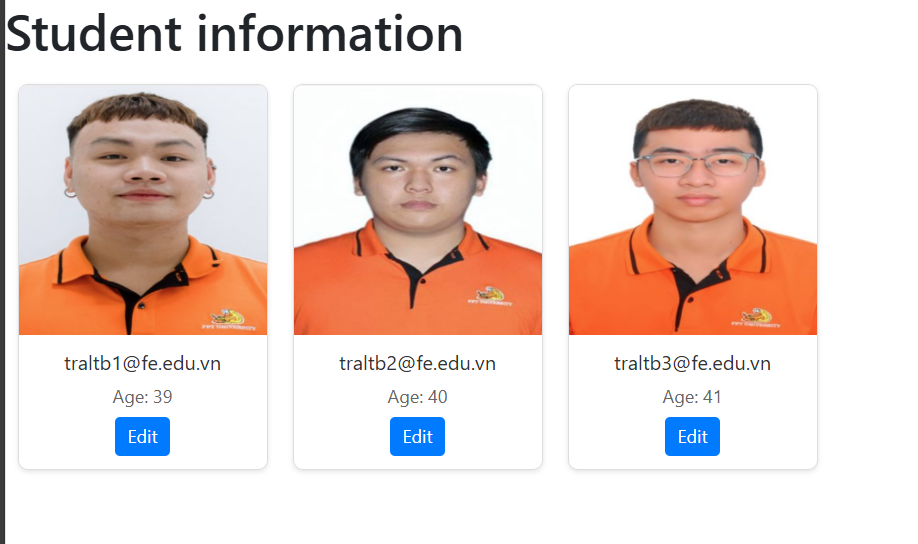 Student information
traltb1@fe.edu.vn
Age: 39
Edit
traltb2@fe.edu.vn
Age: 40
Edit
traltb3@fe.edu.vn
Age: 41
Edit